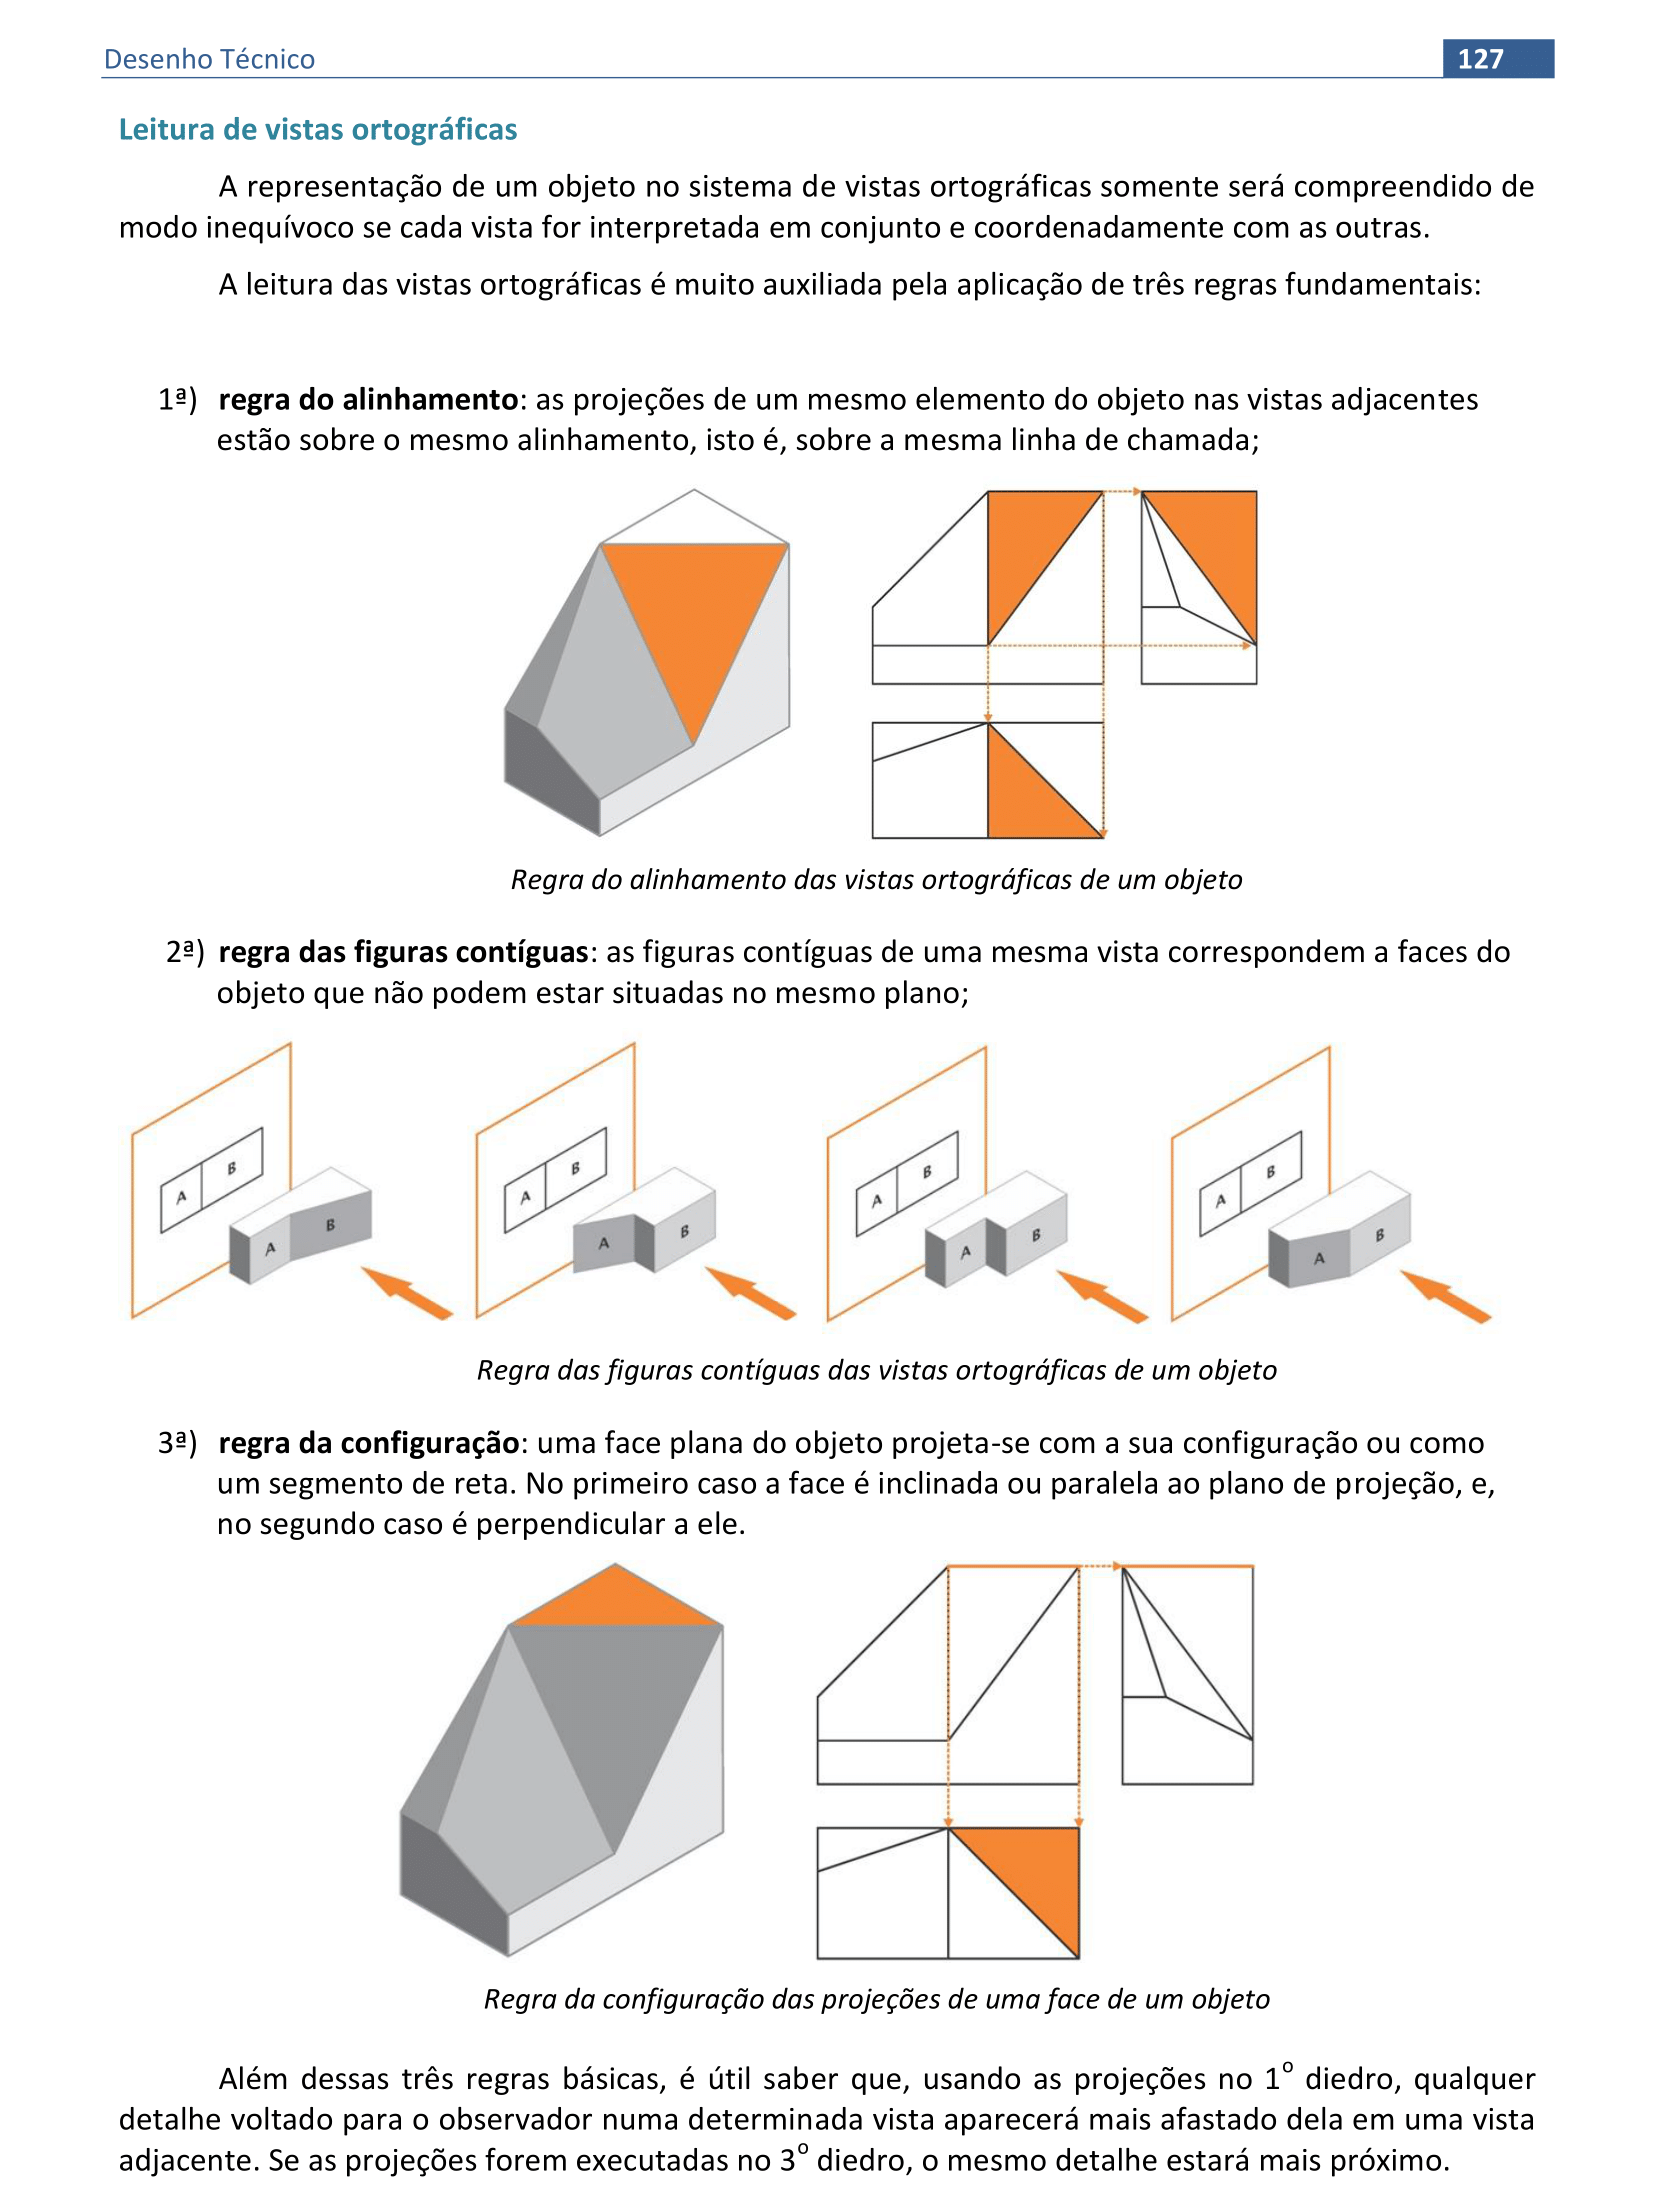 Desenho Técnico 127
Leitura de vistas ortográficas
A representação de um objeto no sistema de vistas ortográficas somente será compreendido de
modo inequívoco se cada vista for interpretada em conjunto e coordenadamente com as outras.
A leitura das vistas ortográficas é muito auxiliada pela aplicação de três regras fundamentais:
1ª) regra do alinhamento: as projeções de um mesmo elemento do objeto nas vistas adjacentes
estão sobre o mesmo alinhamento, isto é, sobre a mesma linha de chamada;
Regra do alinhamento das vistas ortográficas de um objeto
2ª) regra das figuras contíguas: as figuras contíguas de uma mesma vista correspondem a faces do
objeto que não podem estar situadas no mesmo plano;
A B A B
A B A B
A B A B
A B A B
Regra das figuras contíguas das vistas ortográficas de um objeto
3ª) regra da configuração: uma face plana do objeto projeta-se com a sua configuração ou como
um segmento de reta. No primeiro caso a face é inclinada ou paralela ao plano de projeção, e,
no segundo caso é perpendicular a ele.
Regra da configuração das projeções de uma face de um objeto
Além dessas três regras básicas, é útil saber que, usando as projeções no 1º diedro, qualquer
detalhe voltado para o observador numa determinada vista aparecerá mais afastado dela em uma vista
adjacente. Se as projeções forem executadas no 3º diedro, o mesmo detalhe estará mais próximo.